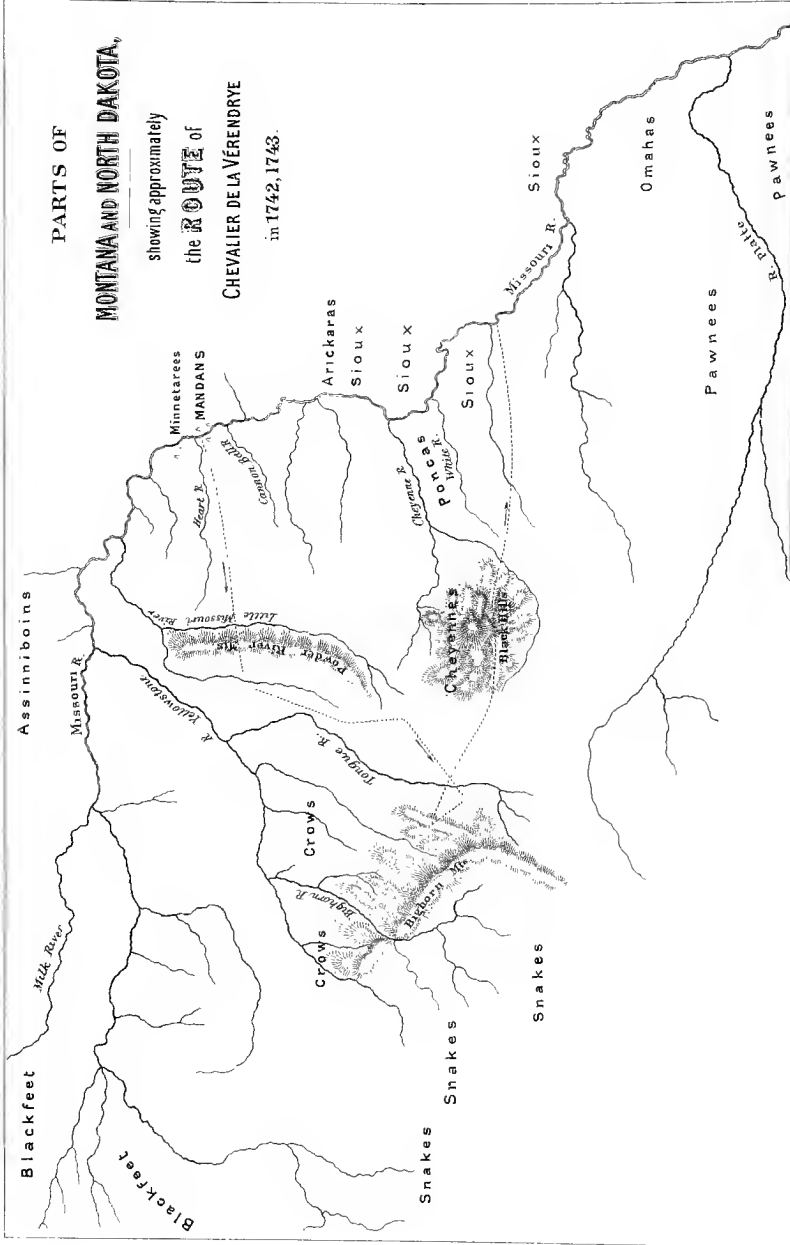 PARTS OF
MONTANA AND NORTH DAKOTA,
showing approximately
the ROUTE of
CHEVALIER DE LA VÉRENDRYE
in 1742, 1743.
Blackfeet
Blackfeet
Milk River
Assinniboins
Missouri R.
R. Yellowstone
Little Missouri River
Powder River Mts.
Minnetarees
MANDANS
Heart R.
Cannon Ball R.
Arickaras
Sioux
Sioux
Sioux
Sioux
Cheyenne R.
Poncas
White R.
Missouri R.
Omahas
Pawnees
Pawnees
R. Platte
Cheyennes
Black Hills
Tongue R.
Crows
Crows
Bighorn R.
Bighorn Mts.
Snakes
Snakes
Snakes